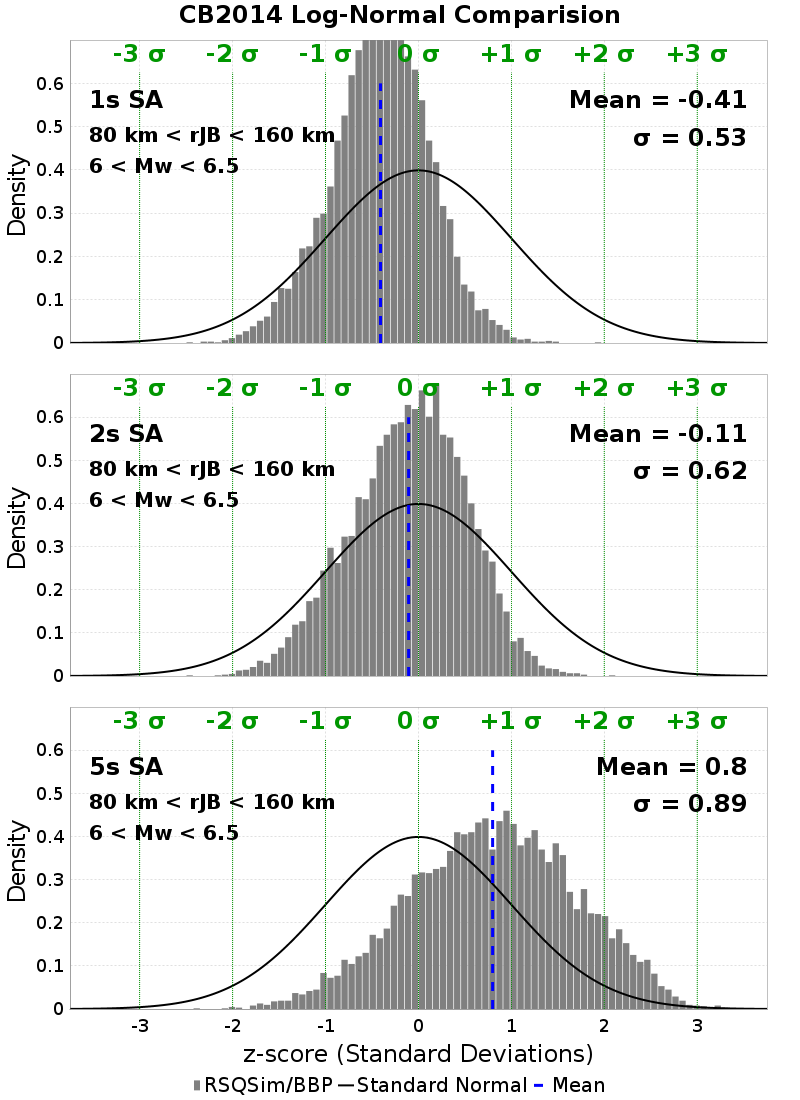 CB2014 Log-Normal Comparision
-3 σ -2 σ -1 σ 0 σ +1 σ +2 σ +3 σ
1s SA
Mean = -0.41
80 km < rJB < 160 km
σ = 0.53
6 < Mw < 6.5
Density
0.6
0.5
0.4
0.3
0.2
0.1
0
-3 σ -2 σ -1 σ 0 σ +1 σ +2 σ +3 σ
2s SA
Mean = -0.11
80 km < rJB < 160 km
σ = 0.62
6 < Mw < 6.5
Density
0.6
0.5
0.4
0.3
0.2
0.1
0
-3 σ -2 σ -1 σ 0 σ +1 σ +2 σ +3 σ
5s SA
Mean = 0.8
80 km < rJB < 160 km
σ = 0.89
6 < Mw < 6.5
Density
0.6
0.5
0.4
0.3
0.2
0.1
0
-3 -2 -1 0 1 2 3
z-score (Standard Deviations)
RSQSim/BBP Standard Normal Mean